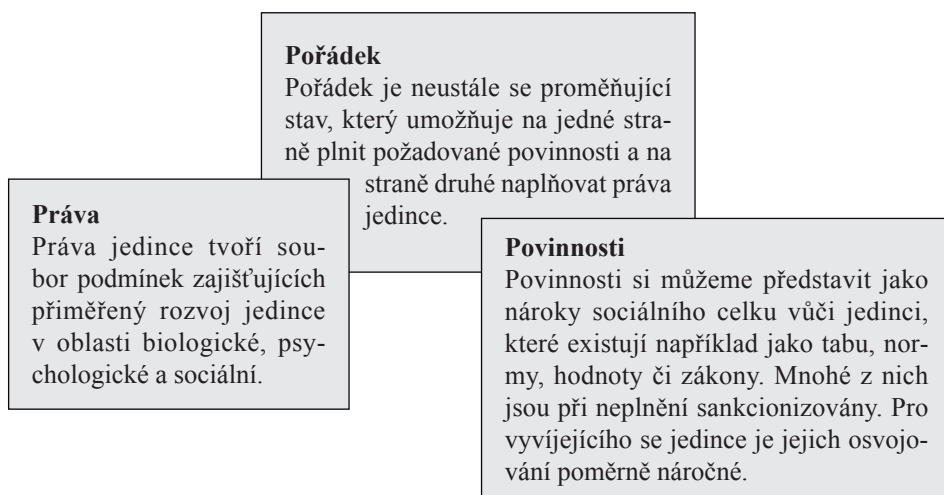 Pořádek
Pořádek je neustále se proměňující
stav, který umožňuje na jedné stra-
ně plnit požadované povinnosti a na
straně druhé naplňovat práva
jedince.
Práva
Práva jedince tvoří sou-
bor podmínek zajišťujících
přiměřený rozvoj jedince
v oblasti biologické, psy-
chologické a sociální.
Povinnosti
Povinnosti si můžeme představit jako
nároky sociálního celku vůči jedinci,
které existují například jako tabu, nor-
my, hodnoty či zákony. Mnohé z nich
jsou při neplnění sankcionizovány. Pro
vyvíjejícího se jedince je jejich osvojo-
vání poměrně náročné.